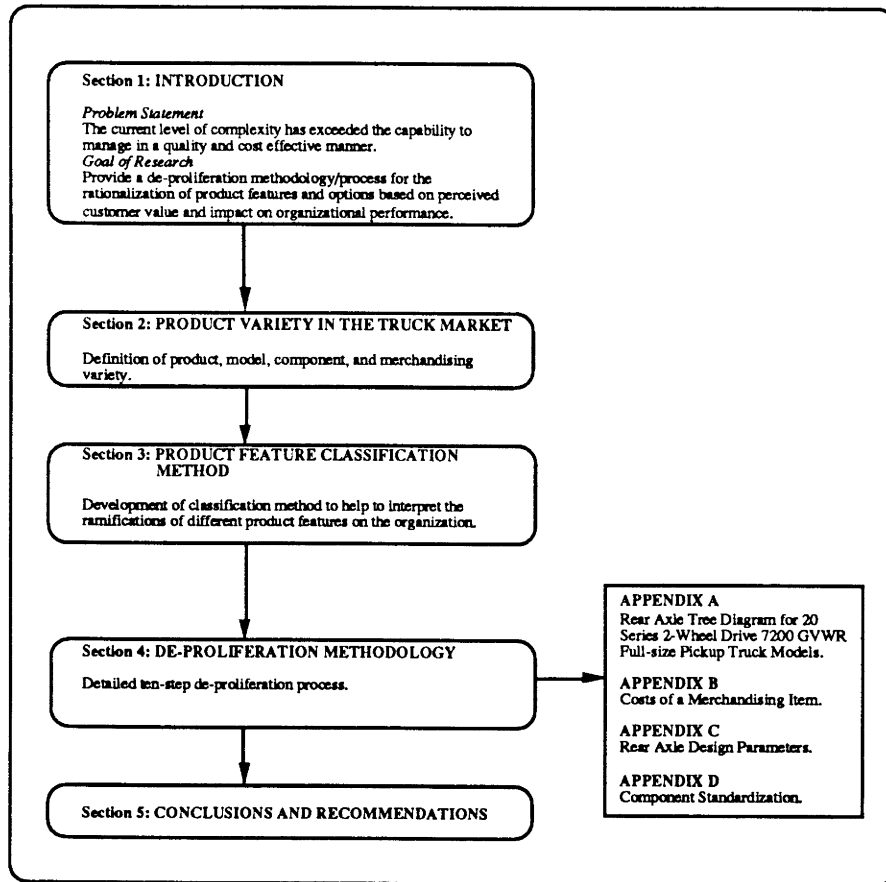 Section 1: INTRODUCTION
Problem Statement
The current level of complexity has exceeded the capability to
manage in a quality and cost effective manner.
Goal of Research
Provide a de-proliferation methodology/process for the
rationalization of product features and options based on perceived
customer value and impact on organizational performance.
Section 2: PRODUCT VARIETY IN THE TRUCK MARKET
Definition of product, model, component, and merchandising
variety.
Section 3: PRODUCT FEATURE CLASSIFICATION
METHOD
Development of classification method to help to interpret the
ramifications of different product features on the organization.
Section 4: DE-PROLIFERATION METHODOLOGY
Detailed ten-step de-proliferation process.
Section 5: CONCLUSIONS AND RECOMMENDATIONS
APPENDIX A
Rear Axle Tree Diagram for 20
Series 2-Wheel Drive 7200 GVWR
Full-size Pickup Truck Models.
APPENDIX B
Costs of a Merchandising Item.
APPENDIX C
Rear Axle Design Parameters.
APPENDIX D
Component Standardization.